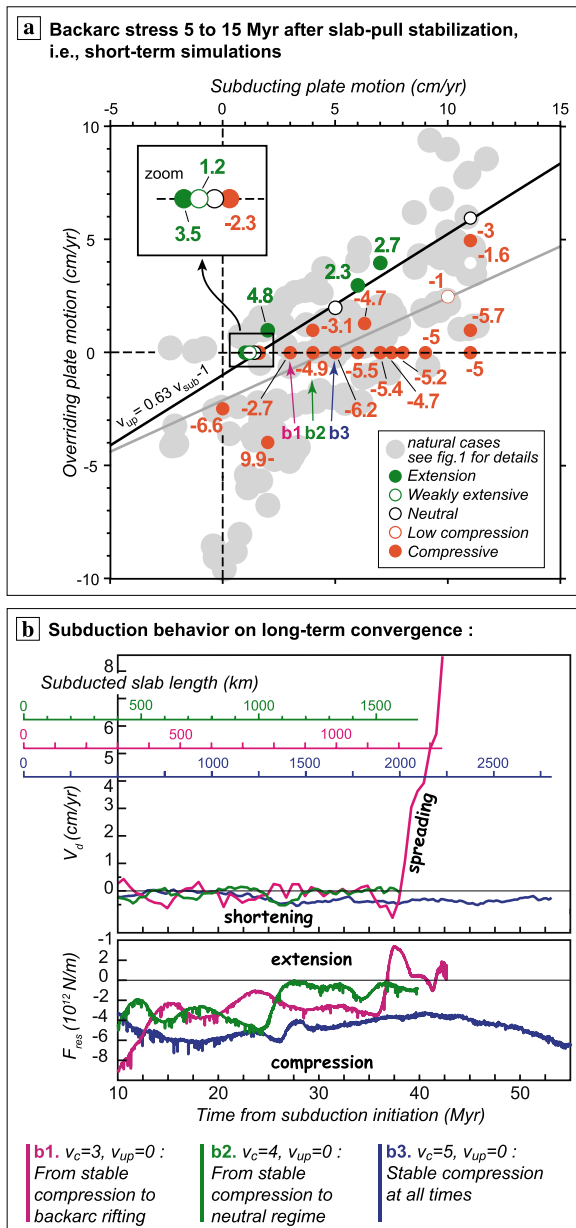 a Backarc stress 5 to 15 Myr after slab-pull stabilization,
i.e., short-term simulations
Subducting plate motion (cm/yr)
-5 0 5 10 15
10
5
0
-5
-10
Overriding plate motion (cm/yr)
zoom
1.2
3.5
-2.3
4.8
2.3
2.7
-4.7
-3.1
-3
-1.6
-1
-5.7
-2.7
-4.9
-6.2
-5.5
-5.4
-4.7
-5.2
-5
-5
-6.6
9.9-
v_up = 0.63 v_sub -1
b1 b2 b3
natural cases
see fig.1 for details
Extension
Weakly extensive
Neutral
Low compression
Compressive
b Subduction behavior on long-term convergence :
Subducted slab length (km)
0 500 1000 1500
0 500 1000
0 1000 1500 2000 2500
8
6
5
4
3
2
1
0
-1
V_d (cm/yr)
spreading
shortening
extension
compression
2
0
-2
-4
-6
-8
F_res (10^12 N/m)
10 20 30 40 50
Time from subduction initiation (Myr)
b1. v_c=3, v_up=0 :
From stable
compression to
backarc rifting
b2. v_c=4, v_up=0 :
From stable
compression to
neutral regime
b3. v_c=5, v_up=0 :
Stable compression
at all times